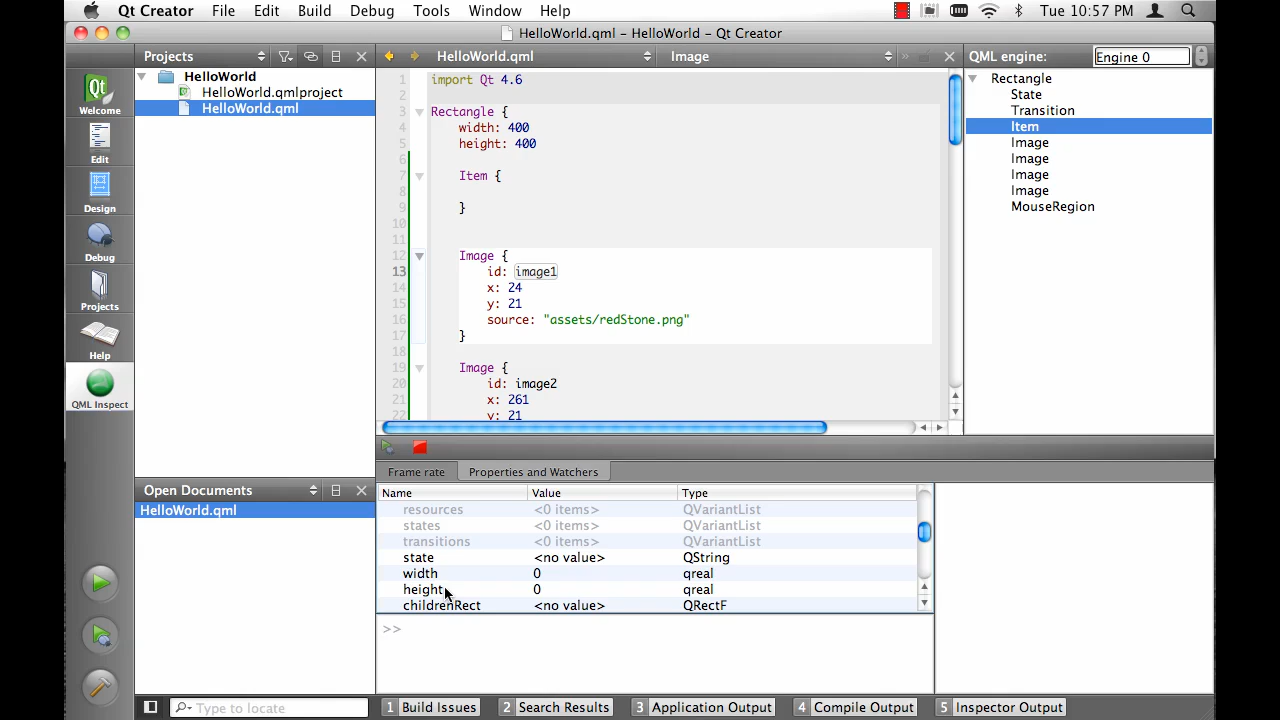 Qt Creator File Edit Build Debug Tools Window Help Tue 10:57 PM
HelloWorld.qml – HelloWorld – Qt Creator
Projects
HelloWorld.qml
Image
QML engine: Engine 0
HelloWorld
HelloWorld.qmlproject
HelloWorld.qml
Qt
Welcome
Edit
Design
Debug
Projects
Help
QML Inspect
1 import Qt 4.6
2
3 Rectangle {
4 width: 400
5 height: 400
6
7 Item {
8
9 }
10
11
12 Image {
13 id: image1
14 x: 24
15 y: 21
16 source: "assets/redStone.png"
17 }
18
19 Image {
20 id: image2
21 x: 261
22 y: 21
Rectangle
State
Transition
Item
Image
Image
Image
Image
MouseRegion
Frame rate Properties and Watchers
Name Value Type
resources <0 items> QVariantList
states <0 items> QVariantList
transitions <0 items> QVariantList
state <no value> QString
width 0 qreal
height 0 qreal
childrenRect <no value> QRectF
>>
Open Documents
HelloWorld.qml
Type to locate
1 Build Issues 2 Search Results 3 Application Output 4 Compile Output 5 Inspector Output